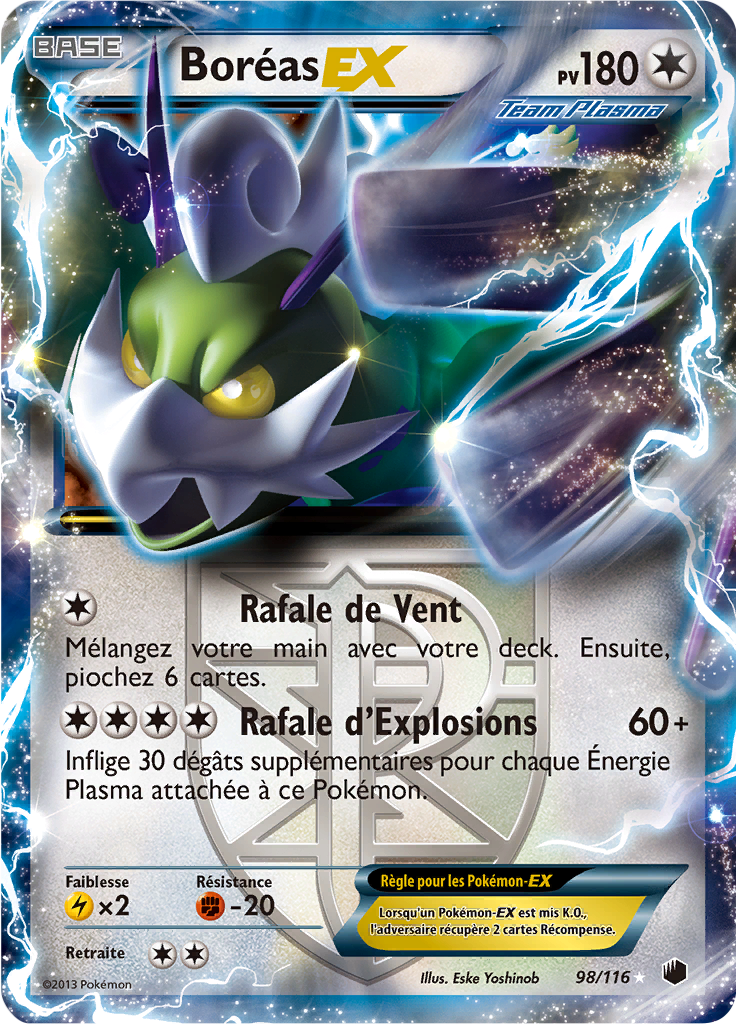 BASE
Boréas EX
PV180
Team Plasma
Rafale de Vent
Mélangez votre main avec votre deck. Ensuite,
piochez 6 cartes.
Rafale d'Explosions 60+
Inflige 30 dégâts supplémentaires pour chaque Énergie
Plasma attachée à ce Pokémon.
Faiblesse Résistance
×2 -20
Retraite
Règle pour les Pokémon-EX
Lorsqu'un Pokémon-EX est mis K.O.,
l'adversaire récupère 2 cartes Récompense.
©2013 Pokémon Illus. Eske Yoshinob 98/116